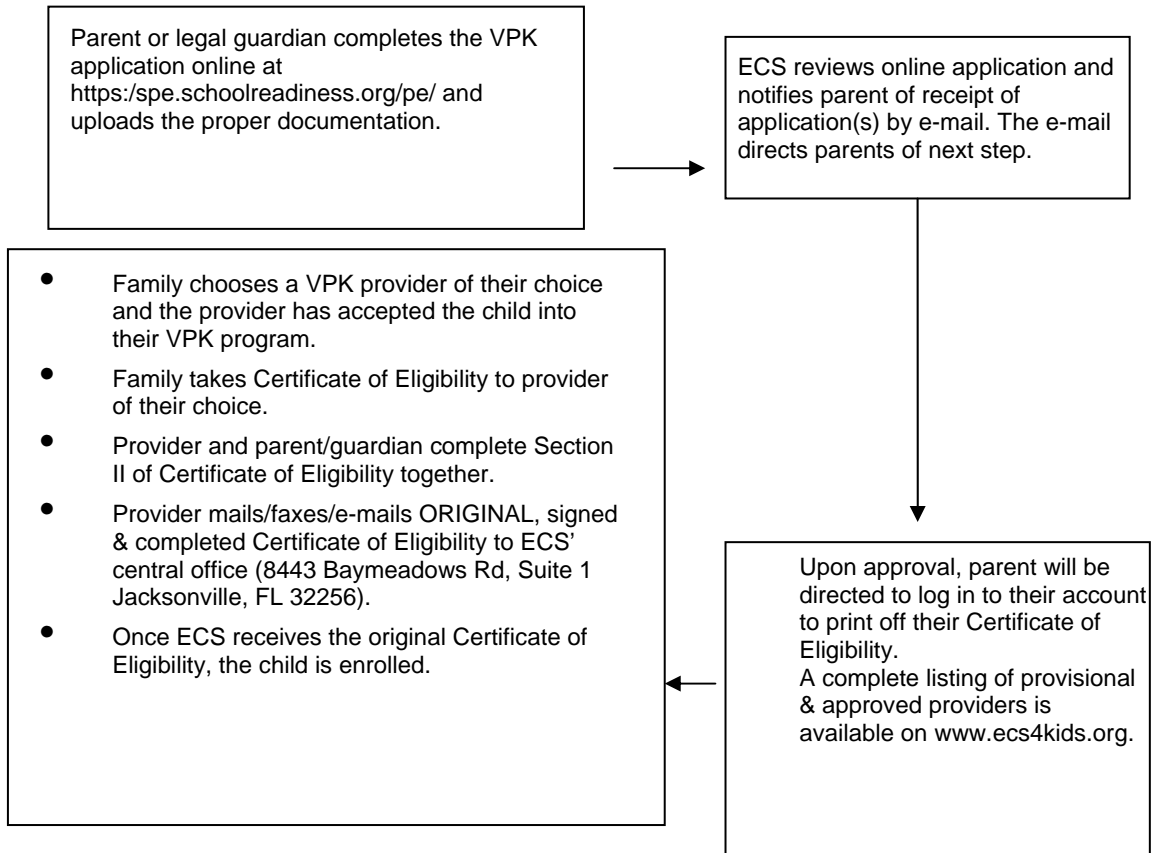 Parent or legal guardian completes the VPK
application online at
https:/spe.schoolreadiness.org/pe/ and
uploads the proper documentation.
ECS reviews online application and
notifies parent of receipt of
application(s) by e-mail. The e-mail
directs parents of next step.
Upon approval, parent will be
directed to log in to their account
to print off their Certificate of
Eligibility.
A complete listing of provisional
& approved providers is
available on www.ecs4kids.org.
• Family chooses a VPK provider of their choice
and the provider has accepted the child into
their VPK program.
• Family takes Certificate of Eligibility to provider
of their choice.
• Provider and parent/guardian complete Section
II of Certificate of Eligibility together.
• Provider mails/faxes/e-mails ORIGINAL, signed
& completed Certificate of Eligibility to ECS’
central office (8443 Baymeadows Rd, Suite 1
Jacksonville, FL 32256).
• Once ECS receives the original Certificate of
Eligibility, the child is enrolled.